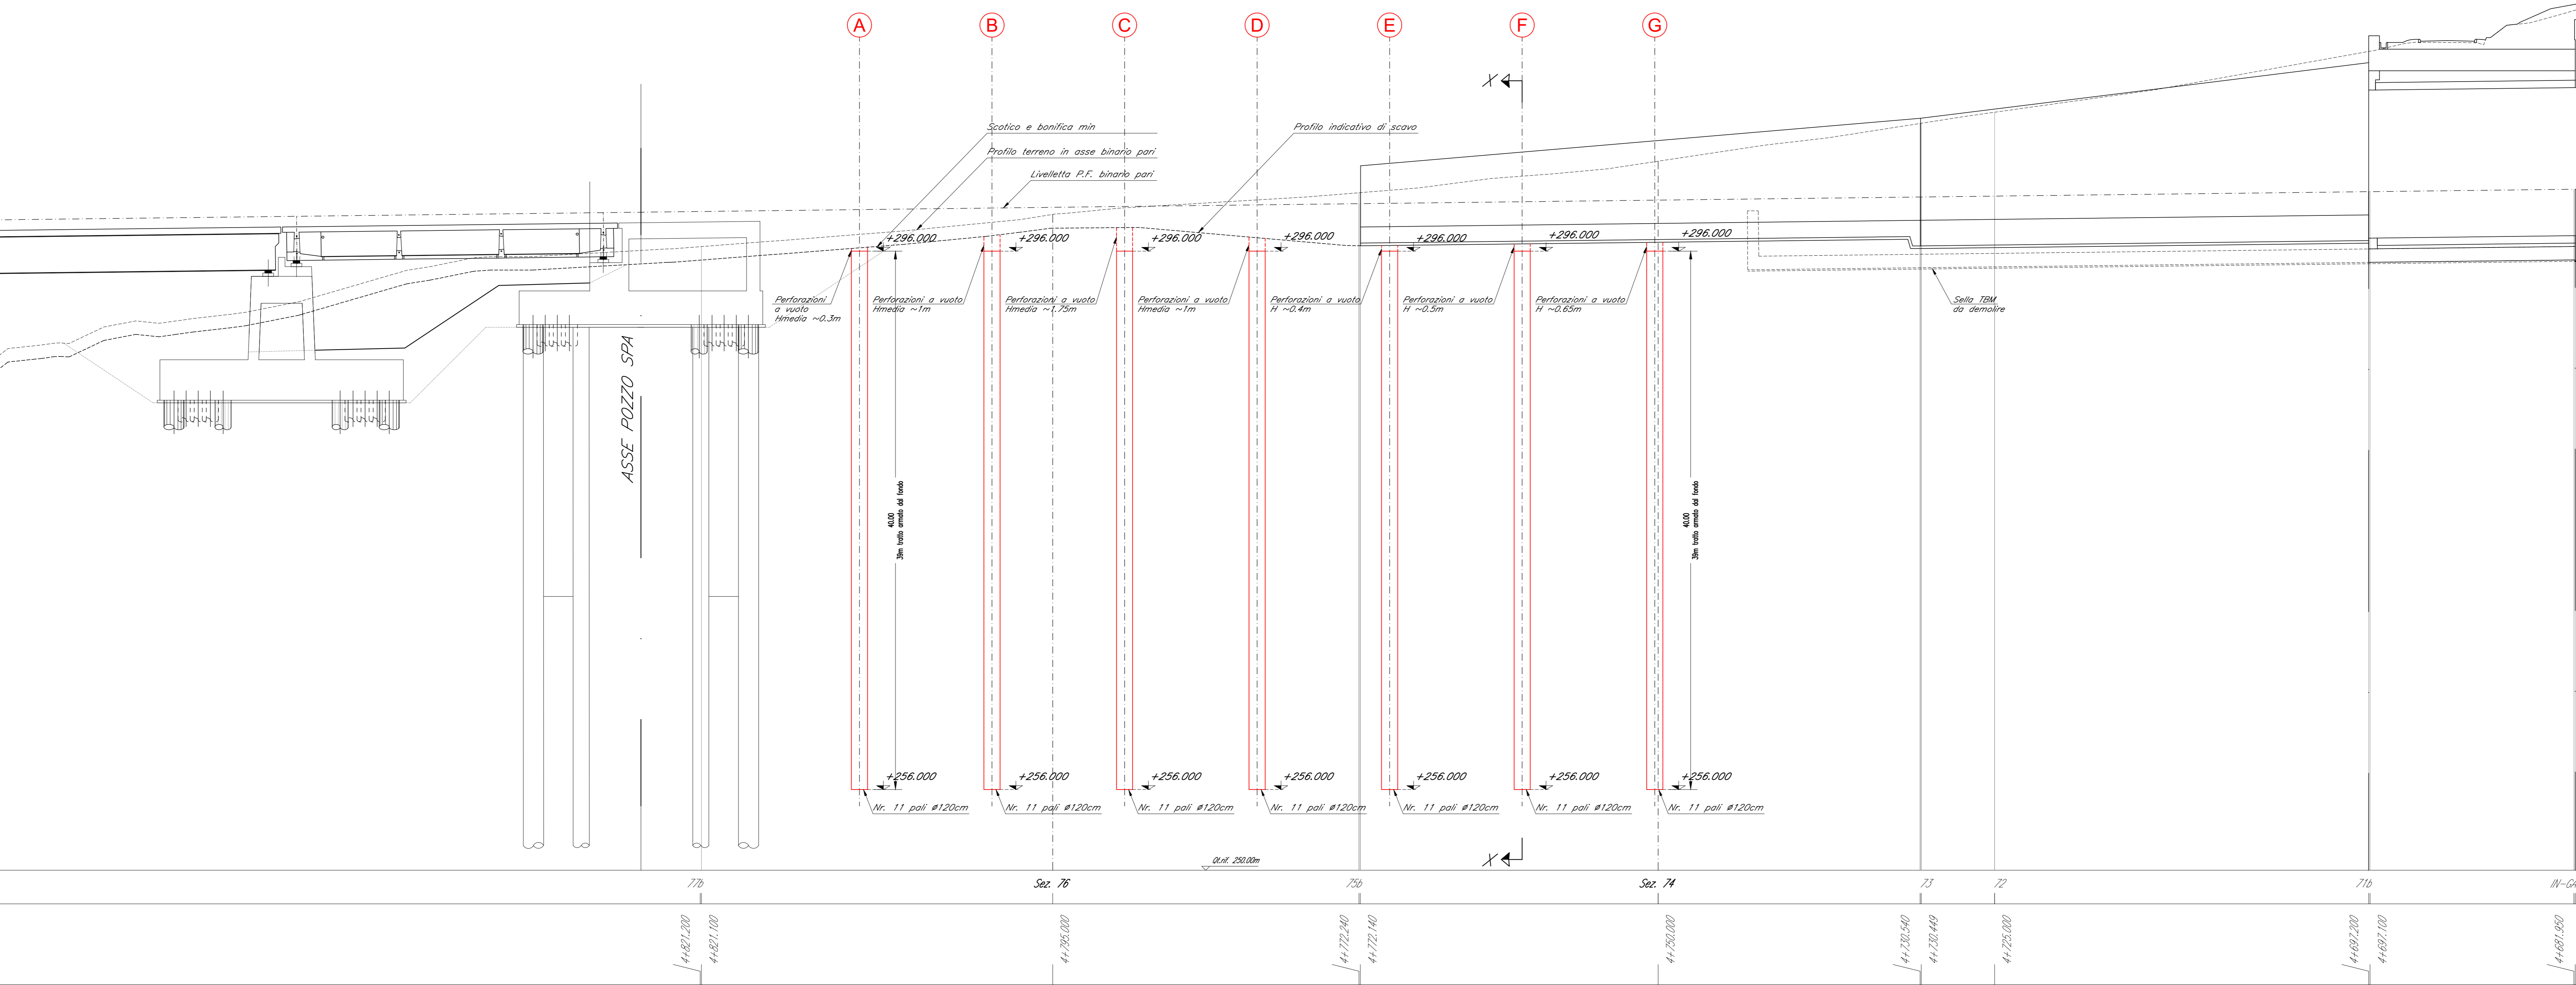 A
B
C
D
E
F
G
X
Scotico e bonifica min
Profilo indicativo di scavo
Profilo terreno in asse binario pari
Livelletta P.F. binario pari
+296.000
+296.000
+296.000
+296.000
+296.000
+296.000
+296.000
Perforazioni
a vuoto
Hmedia ~0.3m
Perforazioni a vuoto
Hmedia ~1m
Perforazioni a vuoto
Hmedia ~1.75m
Perforazioni a vuoto
Hmedia ~1m
Perforazioni a vuoto
H ~0.4m
Perforazioni a vuoto
H ~0.5m
Perforazioni a vuoto
H ~0.65m
Sella TBM
da demolire
ASSE POZZO SPA
40.00
39m tratto armato dal fondo
40.00
39m tratto armato dal fondo
+256.000
+256.000
+256.000
+256.000
+256.000
+256.000
+256.000
Nr. 11 pali Ø120cm
Nr. 11 pali Ø120cm
Nr. 11 pali Ø120cm
Nr. 11 pali Ø120cm
Nr. 11 pali Ø120cm
Nr. 11 pali Ø120cm
Nr. 11 pali Ø120cm
Qt.rif. 250.00m
X
77b
Sez. 76
75b
Sez. 74
73
72
71b
4+821.200
4+821.100
4+795.000
4+772.240
4+772.140
4+750.000
4+730.540
4+730.449
4+725.000
4+697.200
4+697.100
4+681.950